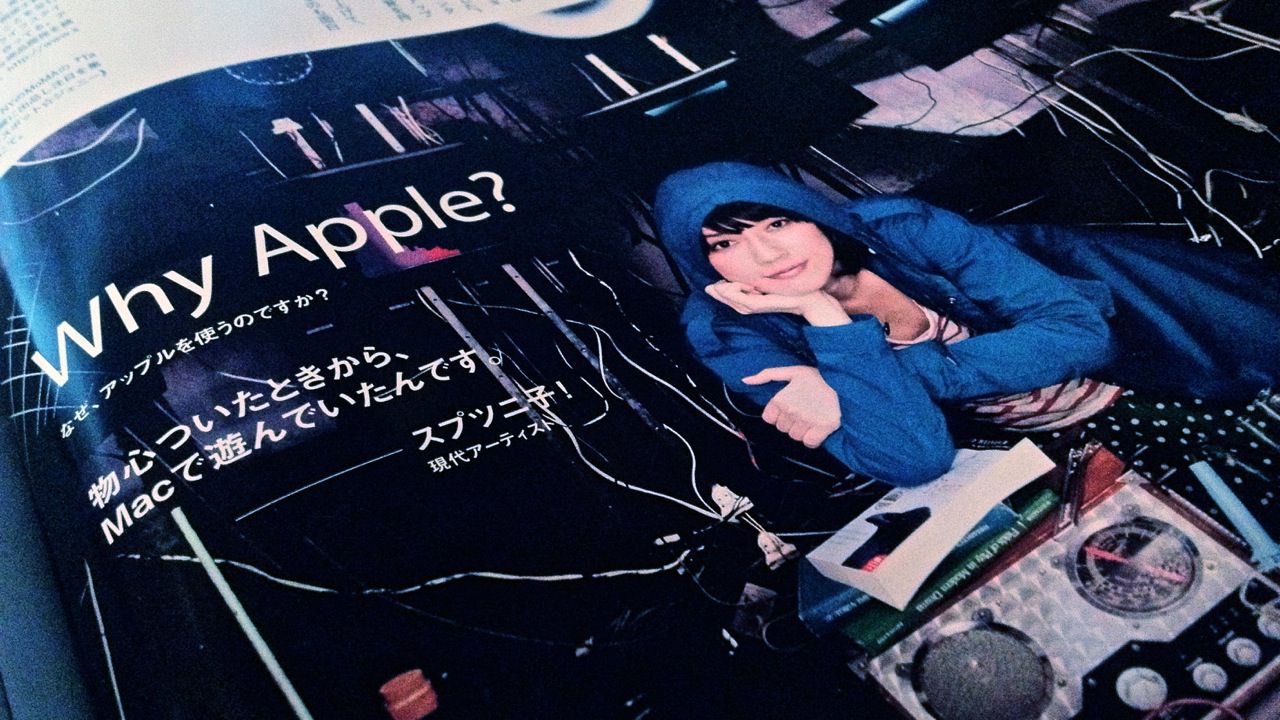 Why Apple?
なぜ、アップルを使うのですか?
物心ついたときから、
Macで遊んでいたんです。
スプツニ子!
現代アーティスト